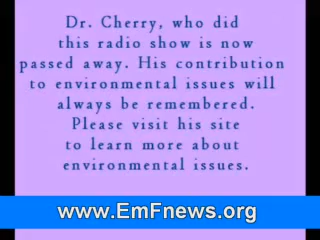 Dr. Cherry, who did
this radio show is now
passed away. His contribution
to environmental issues will
always be remembered.
Please visit his site
to learn more about
environmental issues.
www.EmFnews.org